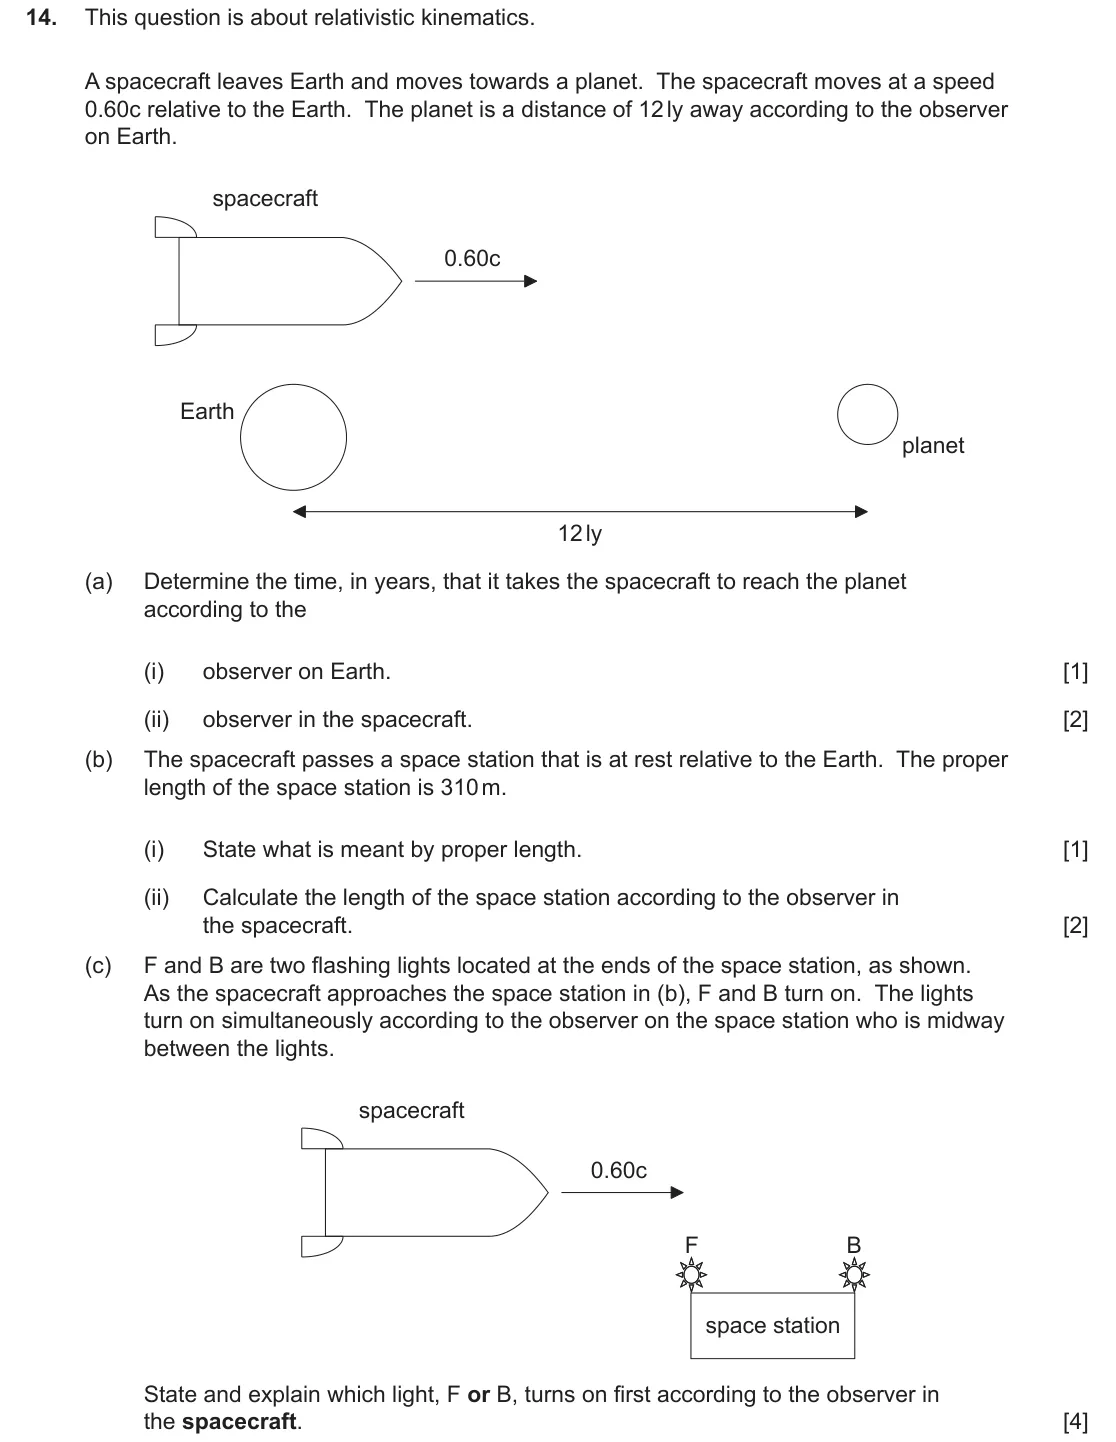 14. This question is about relativistic kinematics.
A spacecraft leaves Earth and moves towards a planet. The spacecraft moves at a speed
0.60c relative to the Earth. The planet is a distance of 12 ly away according to the observer
on Earth.
spacecraft
0.60c
Earth
planet
12 ly
(a) Determine the time, in years, that it takes the spacecraft to reach the planet
according to the
(i) observer on Earth. [1]
(ii) observer in the spacecraft. [2]
(b) The spacecraft passes a space station that is at rest relative to the Earth. The proper
length of the space station is 310 m.
(i) State what is meant by proper length. [1]
(ii) Calculate the length of the space station according to the observer in
the spacecraft. [2]
(c) F and B are two flashing lights located at the ends of the space station, as shown.
As the spacecraft approaches the space station in (b), F and B turn on. The lights
turn on simultaneously according to the observer on the space station who is midway
between the lights.
spacecraft
0.60c
F B
space station
State and explain which light, F or B, turns on first according to the observer in
the spacecraft. [4]